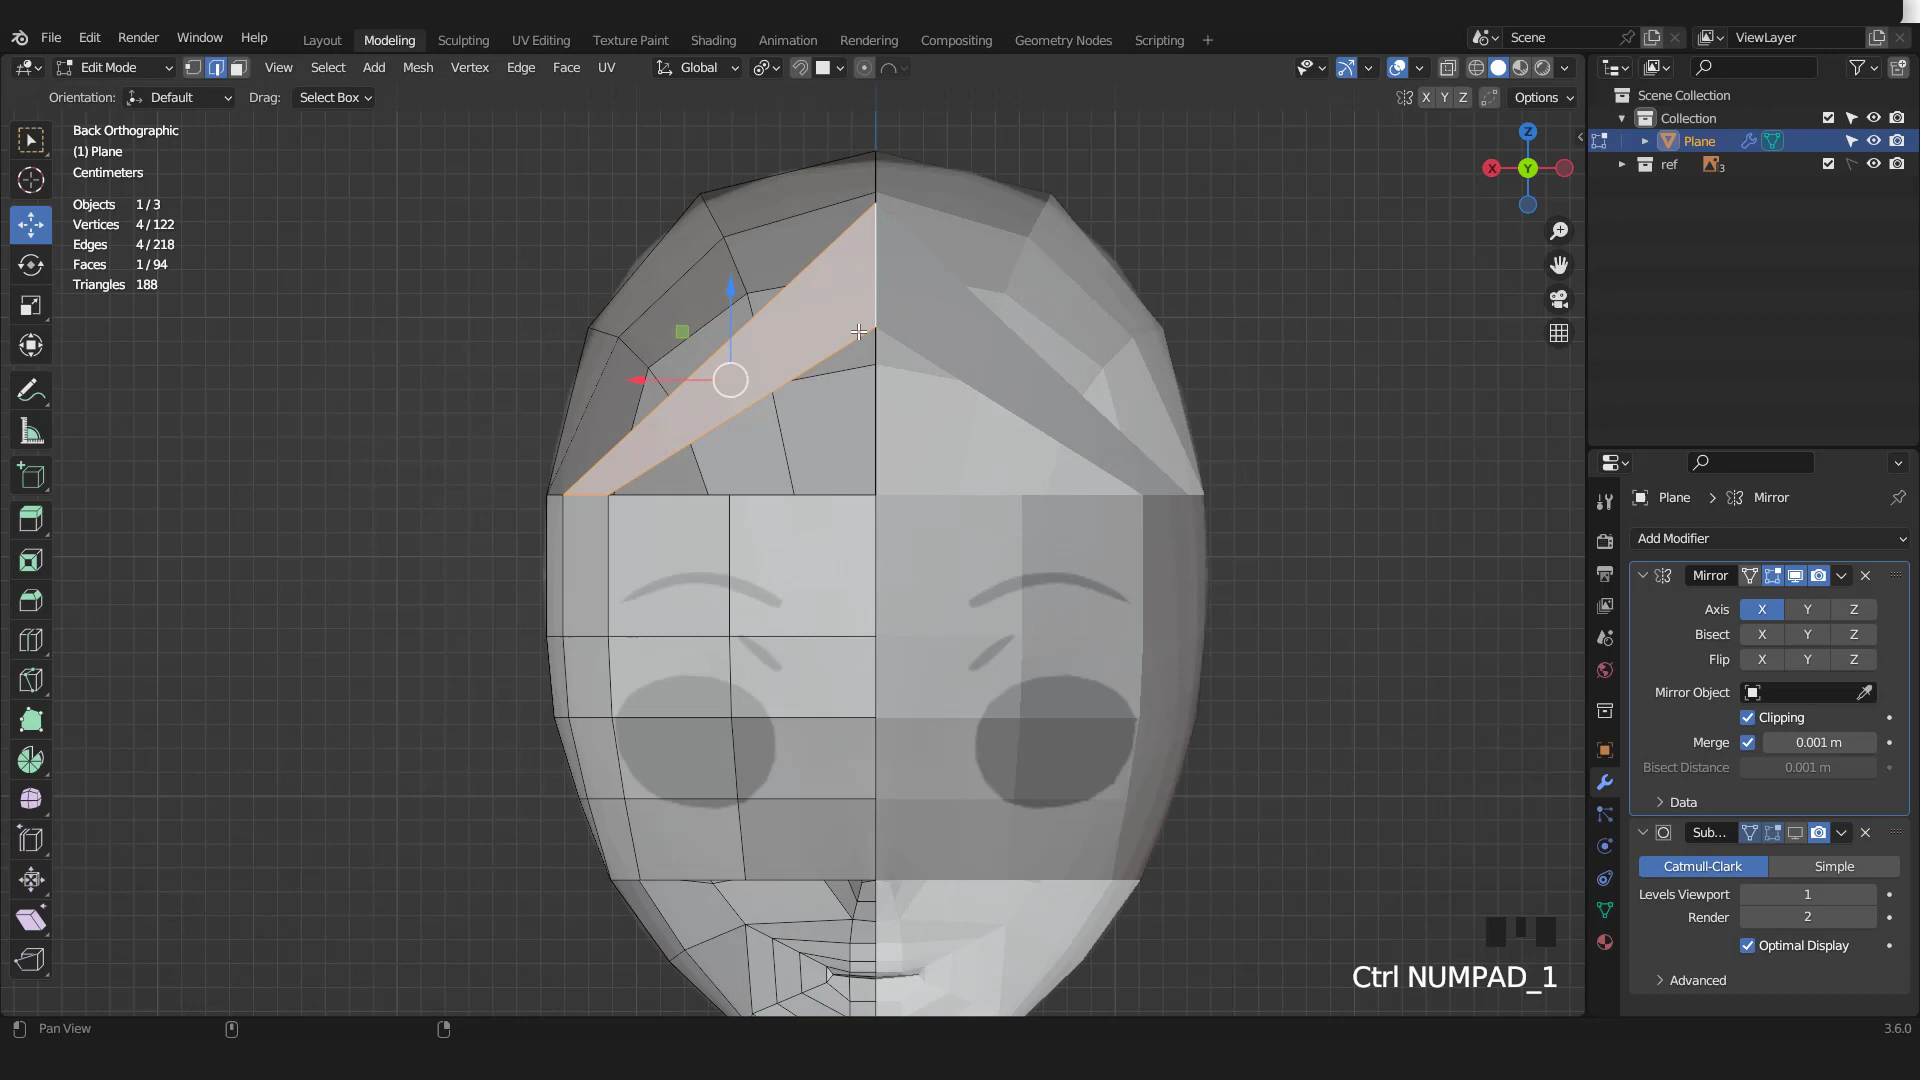 File Edit Render Window Help
Layout Modeling Sculpting UV Editing Texture Paint Shading Animation Rendering Compositing Geometry Nodes Scripting +
Scene
ViewLayer
Edit Mode View Select Add Mesh Vertex Edge Face UV
Global
Orientation: Default Drag: Select Box
X Y Z Options
Back Orthographic
(1) Plane
Centimeters
Objects 1 / 3
Vertices 4 / 122
Edges 4 / 218
Faces 1 / 94
Triangles 188
Z
X
Y
Scene Collection
Collection
Plane
ref 3
Plane > Mirror
Add Modifier
Mirror
Axis X Y Z
Bisect X Y Z
Flip X Y Z
Mirror Object
Clipping
Merge 0.001 m
Bisect Distance 0.001 m
Data
Sub...
Catmull-Clark Simple
Levels Viewport 1
Render 2
Optimal Display
Advanced
Ctrl NUMPAD_1
Pan View
3.6.0